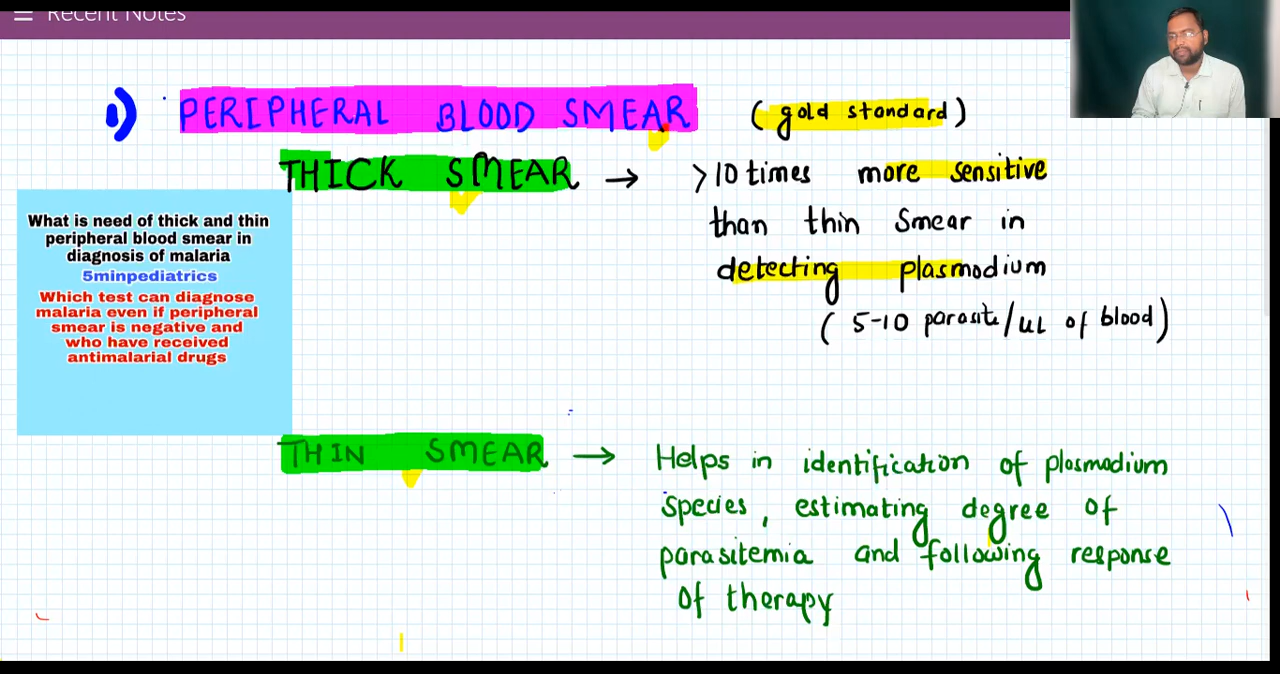 Recent Notes
1) PERIPHERAL BLOOD SMEAR (gold standard)
THICK SMEAR → >10 times more sensitive
than thin smear in
detecting plasmodium
( 5-10 parasite/uL of blood)
What is need of thick and thin
peripheral blood smear in
diagnosis of malaria
5minpediatrics
Which test can diagnose
malaria even if peripheral
smear is negative and
who have received
antimalarial drugs
THIN SMEAR → Helps in identification of plasmodium
species, estimating degree of
parasitemia and following response
of therapy